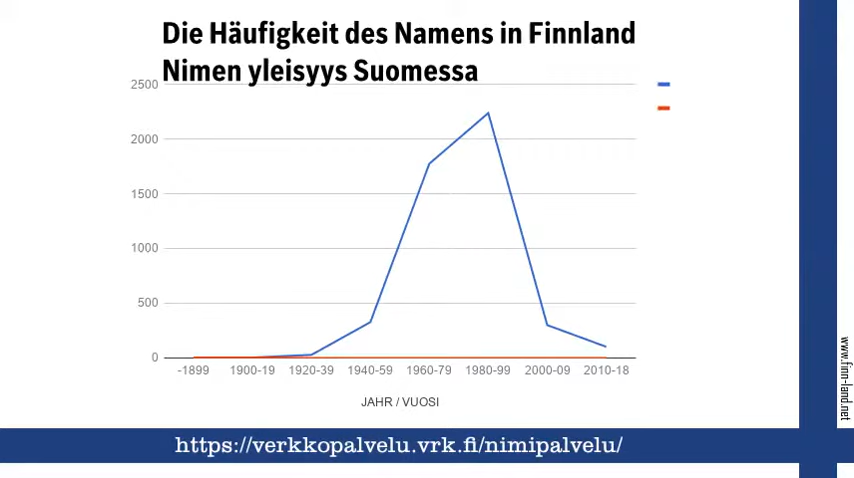 Die Häufigkeit des Namens in Finnland
Nimen yleisyys Suomessa
2500
2000
1500
1000
500
0
-1899 1900-19 1920-39 1940-59 1960-79 1980-99 2000-09 2010-18
JAHR / VUOSI
https://verkkopalvelu.vrk.fi/nimipalvelu/
www.finn-land.net